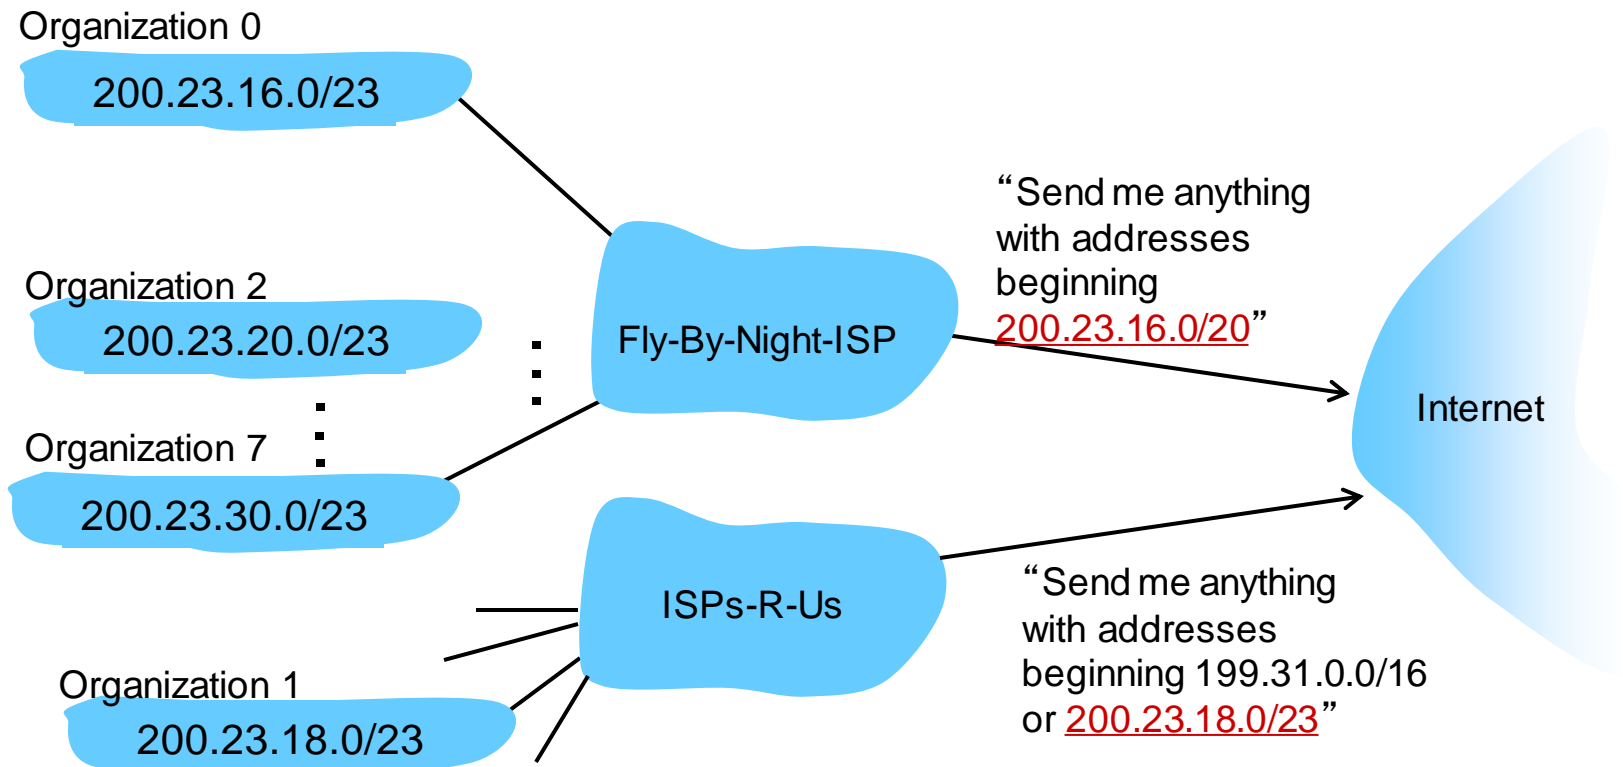 Organization 0
200.23.16.0/23
Organization 2
200.23.20.0/23
Organization 7
200.23.30.0/23
Fly-By-Night-ISP
“Send me anything
with addresses
beginning
200.23.16.0/20”
Internet
ISPs-R-Us
Organization 1
200.23.18.0/23
“Send me anything
with addresses
beginning 199.31.0.0/16
or 200.23.18.0/23”